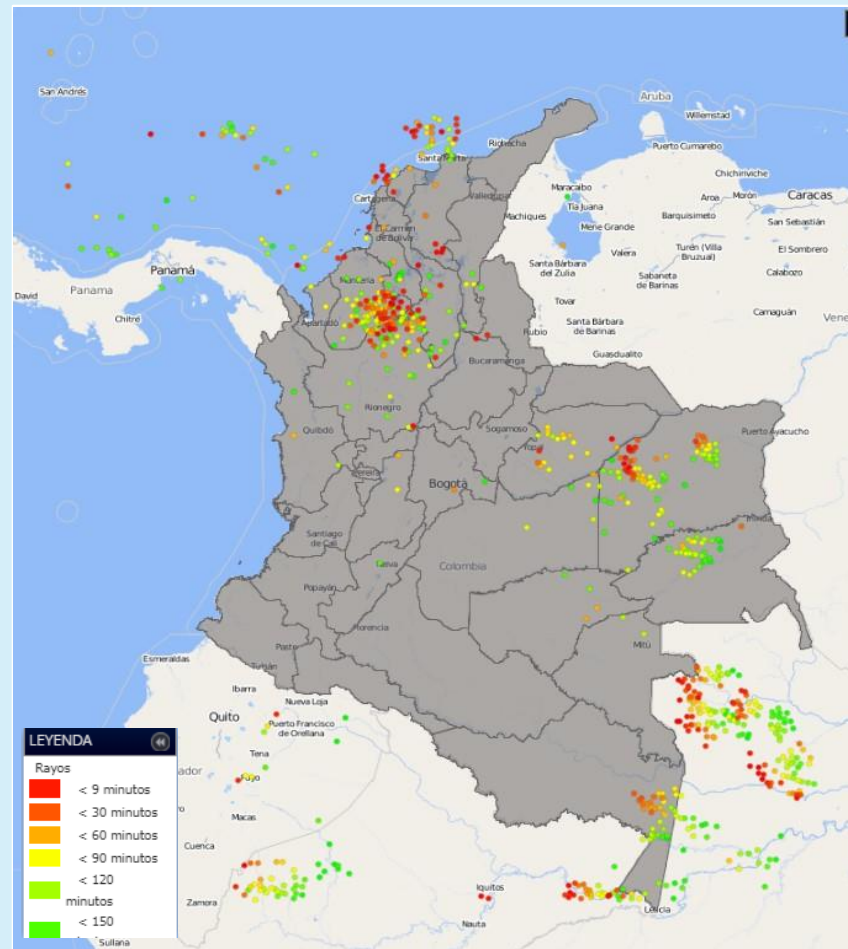 San Andrés
Aruba
Willemstad
Riohacha
Puerto Cumarebo
Santa Marta
Chichiriviche
Maracaibo
Valledupar
Aroa
Morón
Caracas
Cartagena
Tía Juana
Machiques
Barquisimeto
San Sebastián
El Carmen
de Bolívar
Mene Grande
Turén (Villa
Bruzual)
El Sombrero
Valera
Santa Bárbara
del Zulia
Sabaneta
de Barinas
Calabozo
Panamá
Montería
David
Panama
Tovar
Camaguán
Chitré
Apartadó
Santa Bárbara
de Barinas
Rubio
Guasdualito
Bucaramanga
Rionegro
Quibdó
Sogamoso
Puerto Ayacucho
Yopal
Pereira
Bogotá
Inírida
Santiago
de Cali
Neiva
Colombia
Popayán
Florencia
Mitú
Pasto
Esmeraldas
Tumán
Ibarra
Nueva Loja
Quito
Puerto Francisco
de Orellana
LEYENDA
Tena
Rayos
Puyo
< 9 minutos
< 30 minutos
Macas
< 60 minutos
Cuenca
< 90 minutos
< 120
minutos
Iquitos
Zamora
< 150
Leticia
Nauta
Sullana